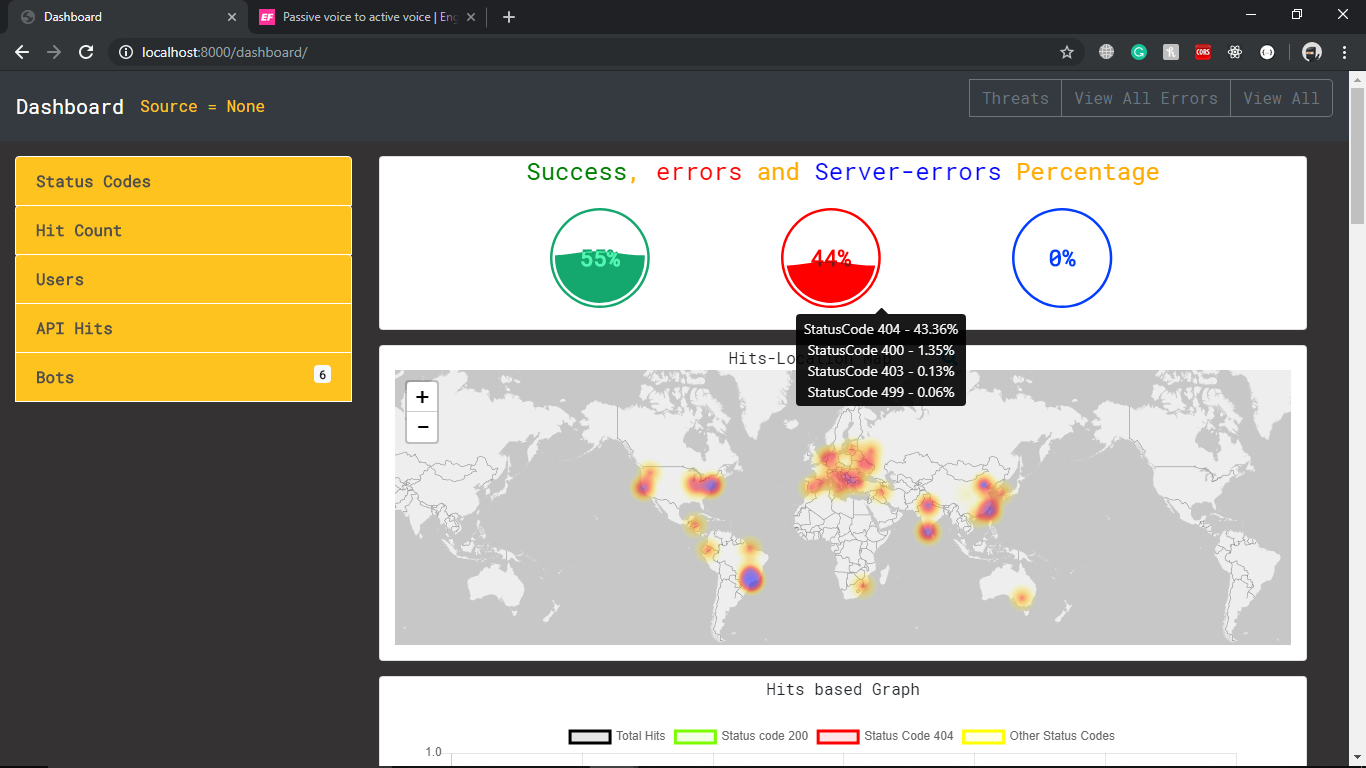 Dashboard
Passive voice to active voice | Eng
localhost:8000/dashboard/
CORS
Dashboard Source = None
Threats View All Errors View All
Status Codes
Hit Count
Users
API Hits
Bots 6
Success, errors and Server-errors Percentage
55% 44% 0%
StatusCode 404 - 43.36%
StatusCode 400 - 1.35%
StatusCode 403 - 0.13%
StatusCode 499 - 0.06%
Hits-Location Map
+
−
Hits based Graph
Total Hits Status code 200 Status Code 404 Other Status Codes
1.0